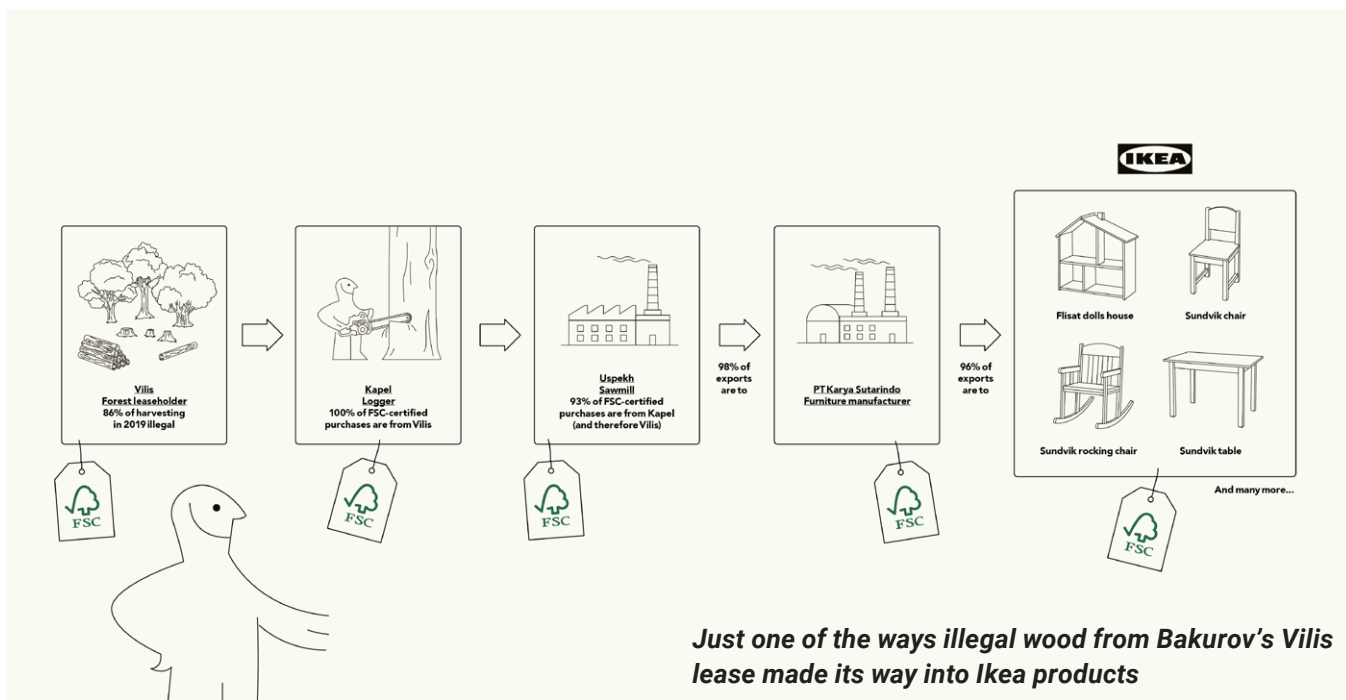 IKEA
Vilis
Forest leaseholder
86% of harvesting
in 2019 illegal
Kapel
Logger
100% of FSC-certified
purchases are from Vilis
Uspekh
Sawmill
93% of FSC-certified
purchases are from Kapel
(and therefore Vilis)
98% of
exports
are to
PT Karya Sutarindo
Furniture manufacturer
96% of
exports
are to
Flisat dolls house
Sundvik chair
Sundvik rocking chair
Sundvik table
And many more...
FSC
FSC
FSC
FSC
FSC
Just one of the ways illegal wood from Bakurov’s Vilis
lease made its way into Ikea products